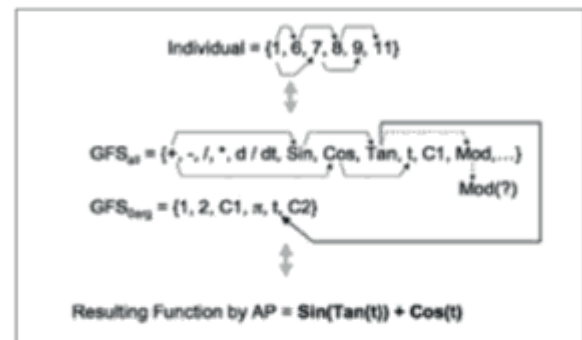 Individual = {1, 6, 7, 8, 9, 11}
GFSall = {+, -, /, *, d / dt, Sin, Cos, Tan, t, C1, Mod,...}
Mod(?)
GFS0arg = {1, 2, C1, π, t, C2}
Resulting Function by AP = Sin(Tan(t)) + Cos(t)